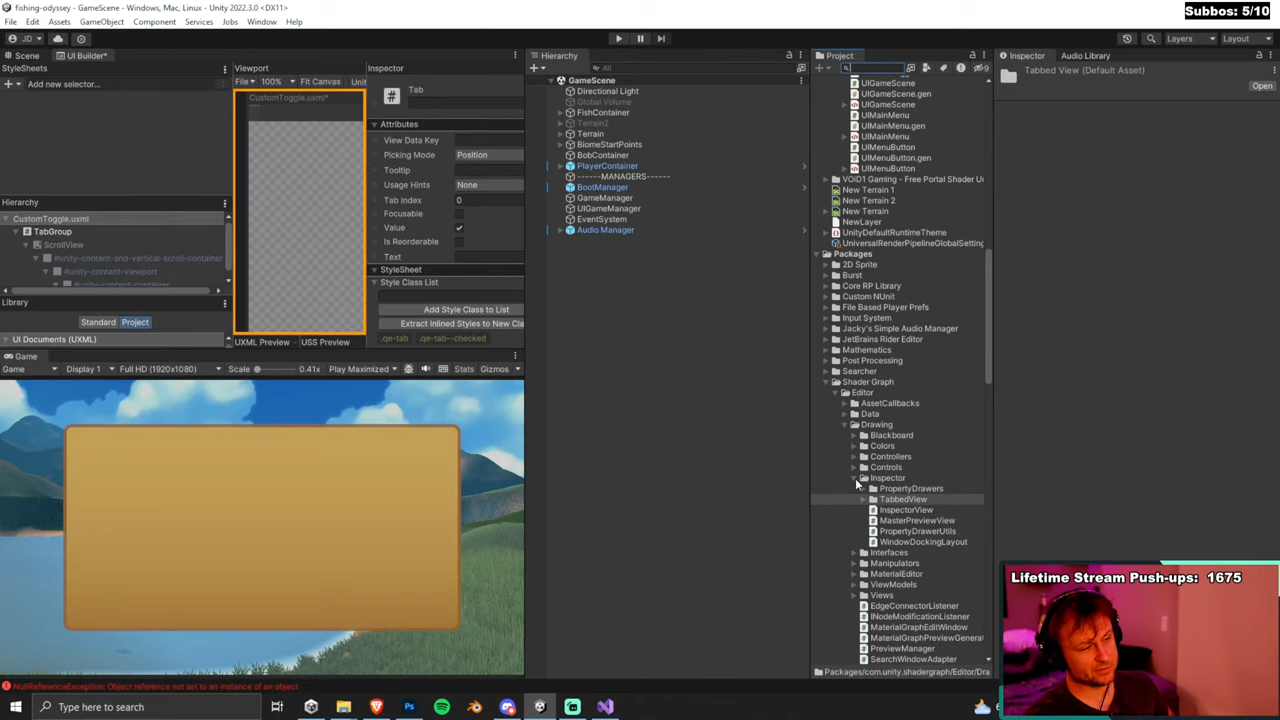 fishing-odyssey - GameScene - Windows, Mac, Linux - Unity 2022.3.0 <DX11>
Subbos: 5/10
File Edit Assets GameObject Component Services Jobs Window Help
JD
Layers
Layout
Scene
UI Builder*
StyleSheets
Add new selector...
Viewport
File 100% Fit Canvas
CustomToggle.uxml*
Inspector
Tab
Attributes
View Data Key
Picking Mode Position
Tooltip
Usage Hints None
Tab Index 0
Focusable
Value
Is Reorderable
Text
StyleSheet
Style Class List
Add Style Class to List
Extract Inlined Styles to New Cla
.qe-tab .qe-tab--checked
Hierarchy
CustomToggle.uxml
TabGroup
ScrollView
#unity-content-and-vertical-scroll-container
#unity-content-viewport
#unity-content-container
Library
Standard Project
UI Documents (UXML)
UXML Preview USS Preview
Game
Game Display 1 Full HD (1920x1080) Scale 0.41x Play Maximized Stats Gizmos
Hierarchy
All
GameScene
Directional Light
Global Volume
FishContainer
Terrain2
Terrain
BiomeStartPoints
BobContainer
PlayerContainer
------MANAGERS------
BootManager
GameManager
UIGameManager
EventSystem
Audio Manager
Project
9
UIGameScene
UIGameScene.gen
UIGameScene
UIMainMenu
UIMainMenu.gen
UIMainMenu
UIMenuButton
UIMenuButton.gen
UIMenuButton
VOiD1 Gaming - Free Portal Shader U
New Terrain 1
New Terrain 2
New Terrain
NewLayer
UnityDefaultRuntimeTheme
UniversalRenderPipelineGlobalSetting
Packages
2D Sprite
Burst
Core RP Library
Custom NUnit
File Based Player Prefs
Input System
Jacky's Simple Audio Manager
JetBrains Rider Editor
Mathematics
Post Processing
Searcher
Shader Graph
Editor
AssetCallbacks
Data
Drawing
Blackboard
Colors
Controllers
Controls
Inspector
PropertyDrawers
TabbedView
InspectorView
MasterPreviewView
PropertyDrawerUtils
WindowDockingLayout
Interfaces
Manipulators
MaterialEditor
ViewModels
Views
EdgeConnectorListener
INodeModificationListener
MaterialGraphEditWindow
MaterialGraphPreviewGenerat
PreviewManager
SearchWindowAdapter
Packages/com.unity.shadergraph/Editor/Dra
Inspector
Audio Library
Tabbed View (Default Asset)
Open
Lifetime Stream Push-ups: 1675
NullReferenceException: Object reference not set to an instance of an object
Type here to search